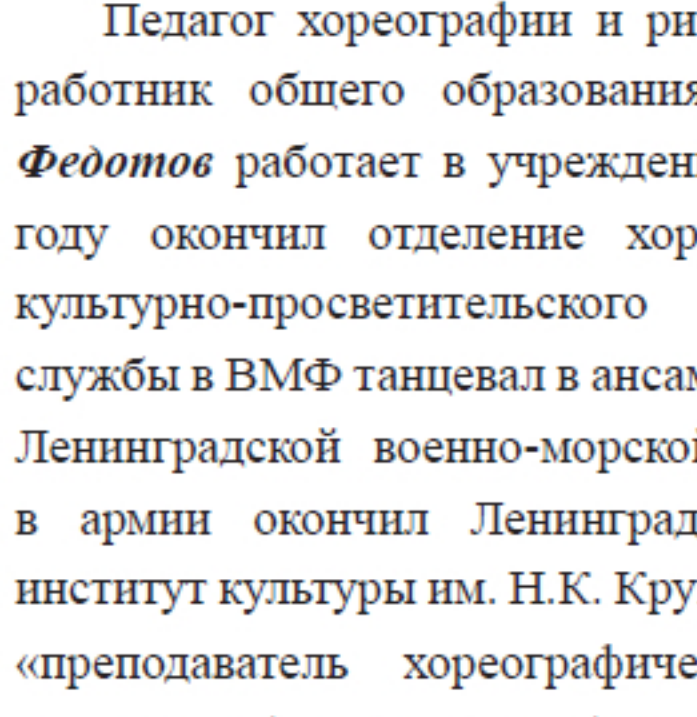 Педагог хореографии и ри
работник общего образования
Федотов работает в учрежден
году окончил отделение хор
культурно-просветительского
службы в ВМФ танцевал в ансам
Ленинградской военно-морской
в армии окончил Ленинград
институт культуры им. Н.К. Кру
«преподаватель хореографиче